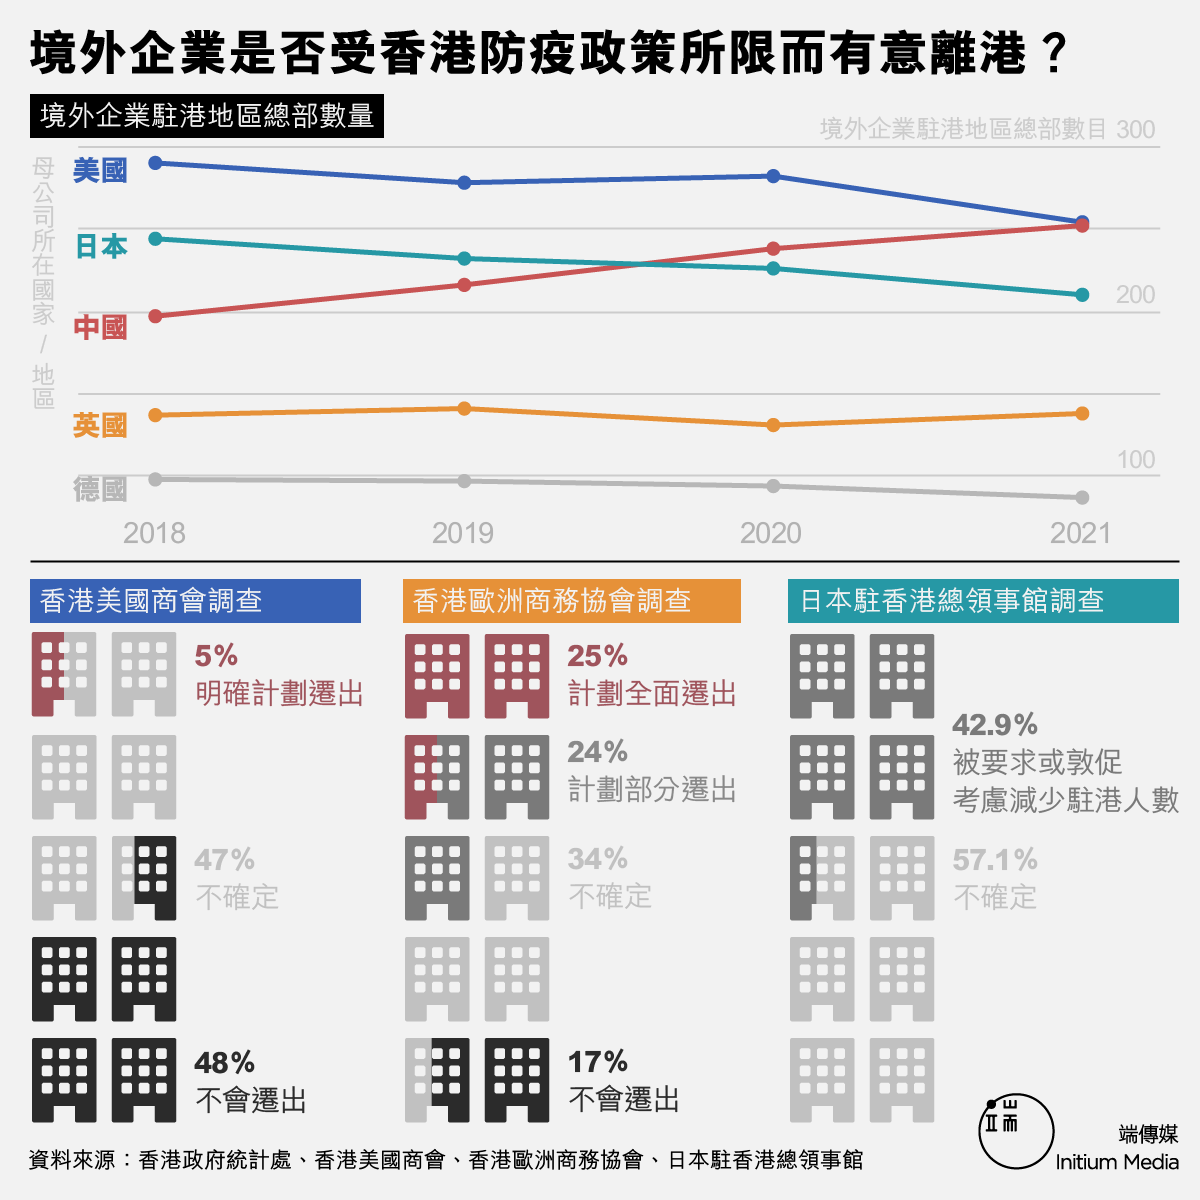 境外企業是否受香港防疫政策所限而有意離港？
境外企業駐港地區總部數量
境外企業駐港地區總部數目 300
母公司所在國家/地區
美國
日本
200
中國
英國
100
德國
2018 2019 2020 2021
香港美國商會調查
5%
明確計劃遷出
47%
不確定
48%
不會遷出
香港歐洲商務協會調查
25%
計劃全面遷出
24%
計劃部分遷出
34%
不確定
17%
不會遷出
日本駐香港總領事館調查
42.9%
被要求或敦促
考慮減少駐港人數
57.1%
不確定
資料來源：香港政府統計處、香港美國商會、香港歐洲商務協會、日本駐香港總領事館
端
端傳媒
Initium Media